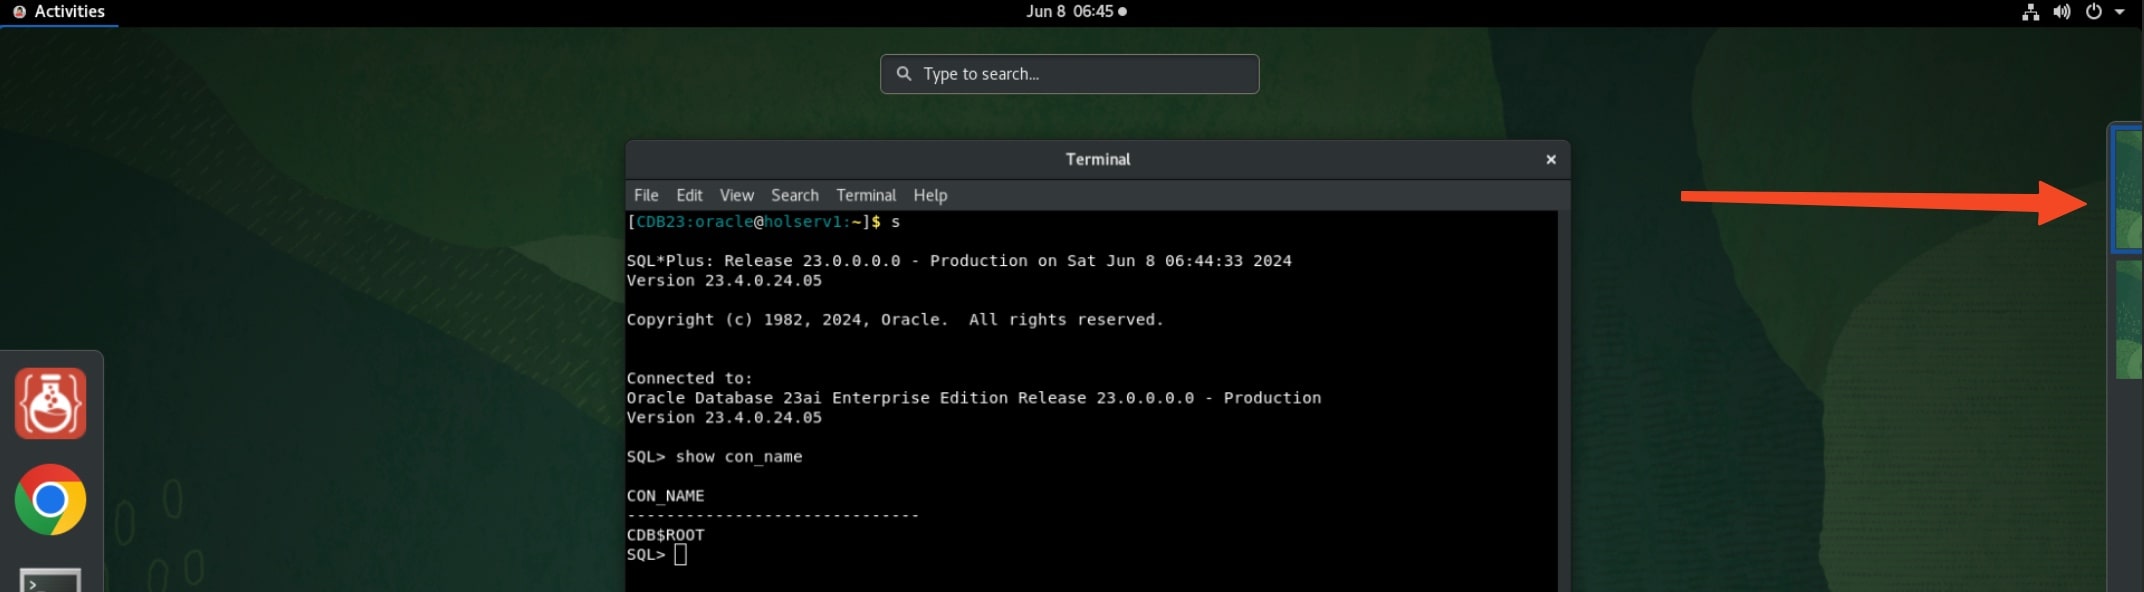 Activities
Jun 8 06:45
Type to search...
Terminal
File Edit View Search Terminal Help
[CDB23:oracle@holserv1:~]$ s
SQL*Plus: Release 23.0.0.0.0 - Production on Sat Jun 8 06:44:33 2024
Version 23.4.0.24.05
Copyright (c) 1982, 2024, Oracle.  All rights reserved.
Connected to:
Oracle Database 23ai Enterprise Edition Release 23.0.0.0.0 - Production
Version 23.4.0.24.05
SQL> show con_name
CON_NAME
------------------------------
CDB$ROOT
SQL>